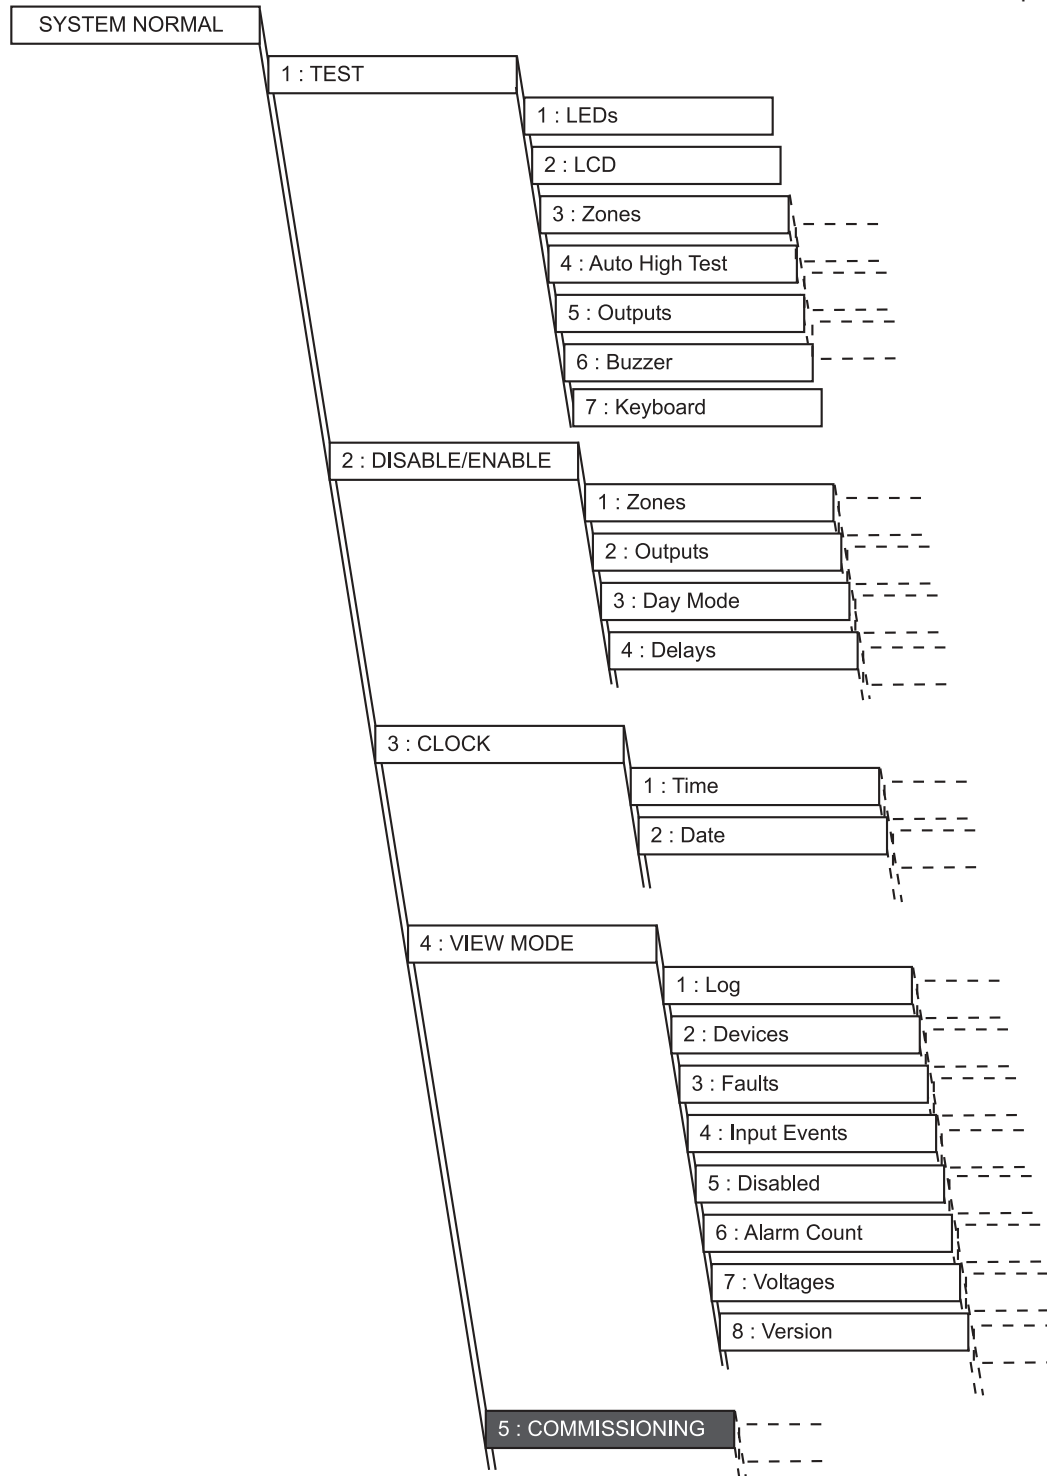 SYSTEM NORMAL
1 : TEST
1 : LEDs
2 : LCD
3 : Zones
4 : Auto High Test
5 : Outputs
6 : Buzzer
7 : Keyboard
2 : DISABLE/ENABLE
1 : Zones
2 : Outputs
3 : Day Mode
4 : Delays
3 : CLOCK
1 : Time
2 : Date
4 : VIEW MODE
1 : Log
2 : Devices
3 : Faults
4 : Input Events
5 : Disabled
6 : Alarm Count
7 : Voltages
8 : Version
5 : COMMISSIONING